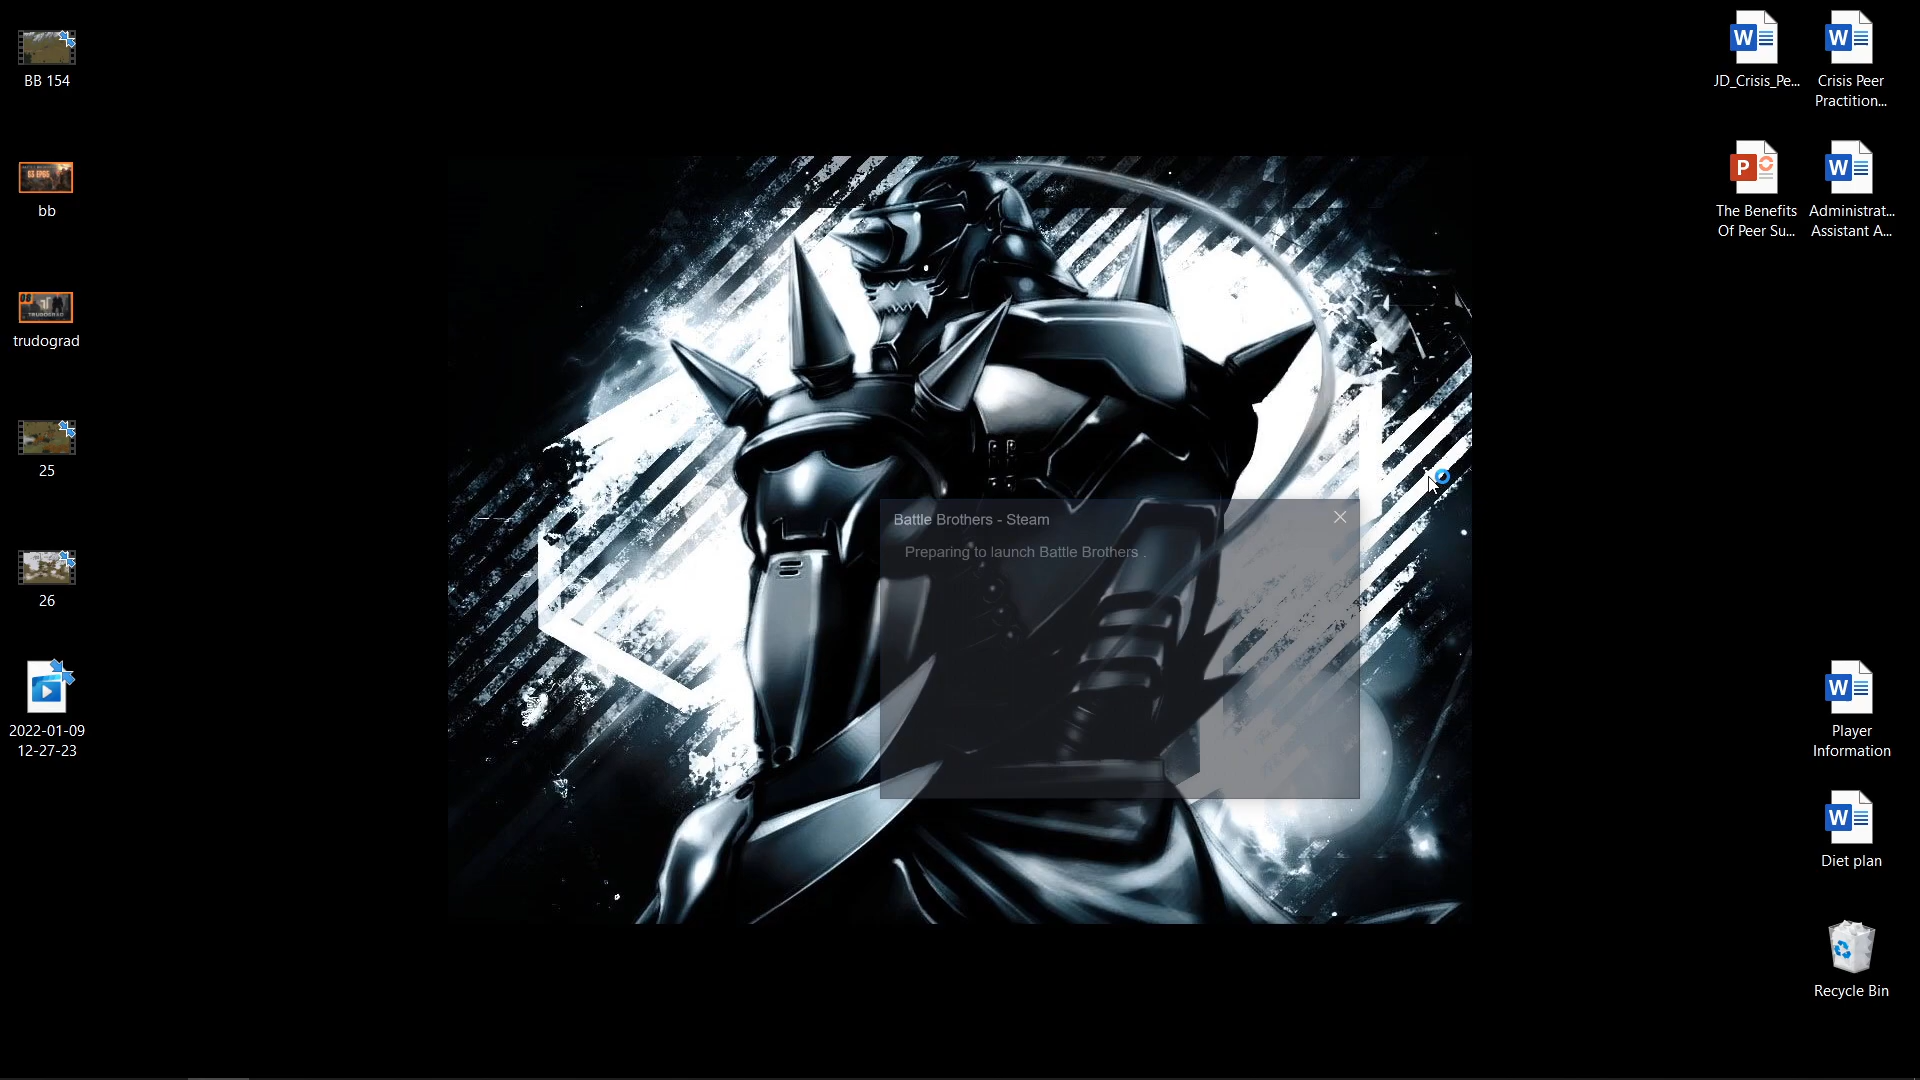 BB 154
bb
trudograd
25
26
2022-01-09
12-27-23
Battle Brothers - Steam
Preparing to launch Battle Brothers .
JD_Crisis_Pe...
Crisis Peer
Practition...
The Benefits
Of Peer Su...
Administrat...
Assistant A...
Player
Information
Diet plan
Recycle Bin